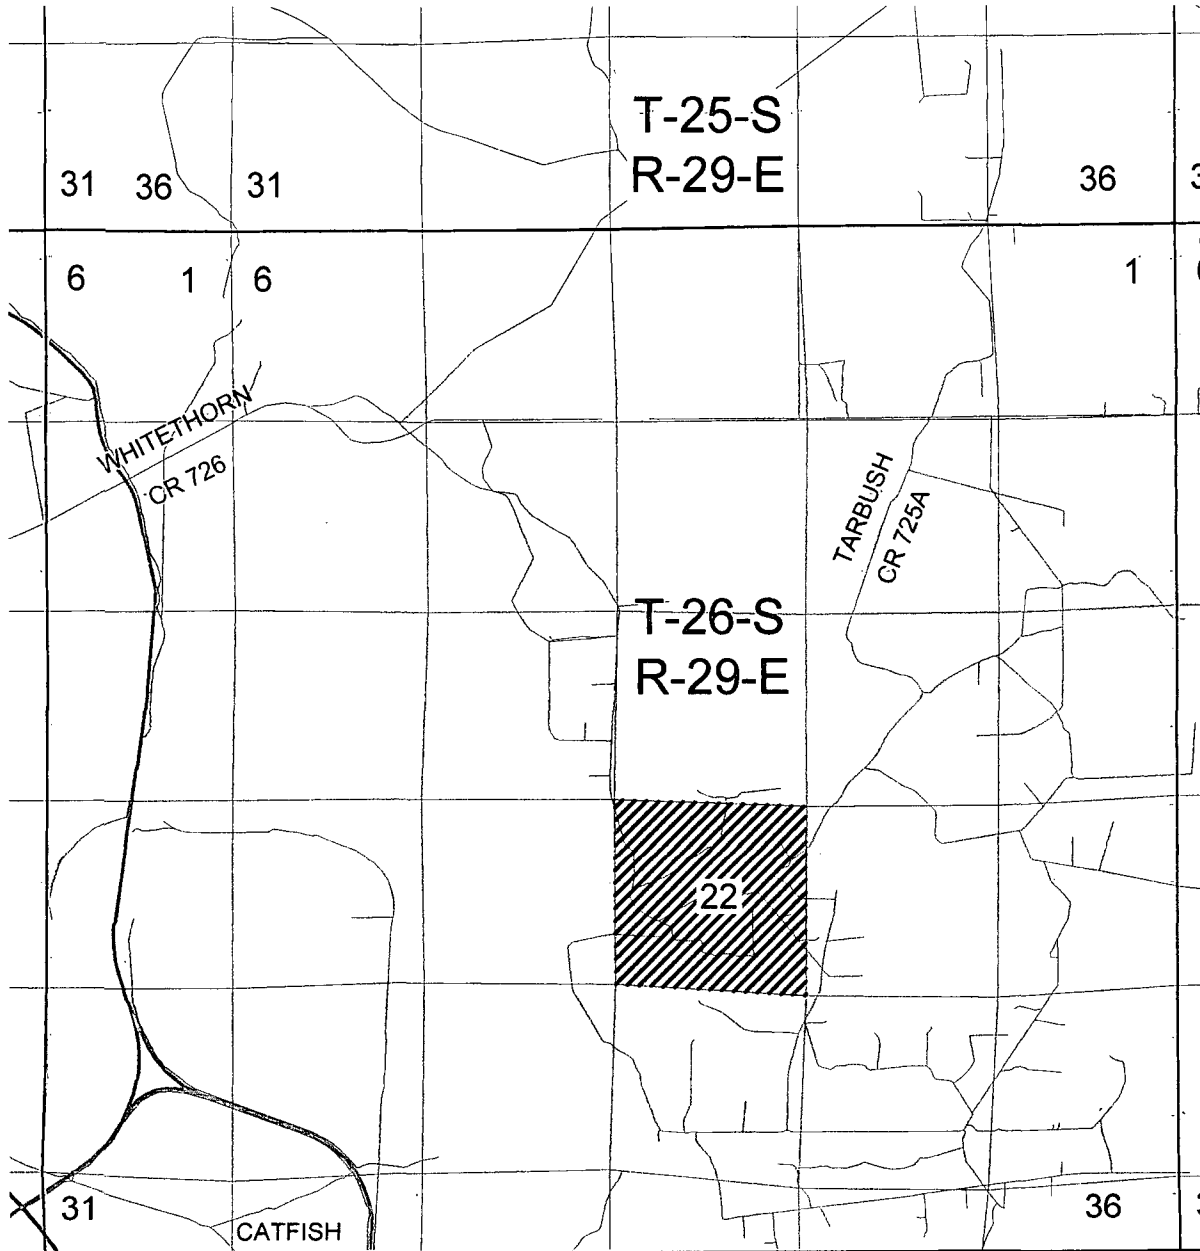 T-25-S
R-29-E
31
36
31
36
6
1
6
1
WHITETHORN
CR 726
TARBUSH
CR 725A
T-26-S
R-29-E
22
31
36
CATFISH